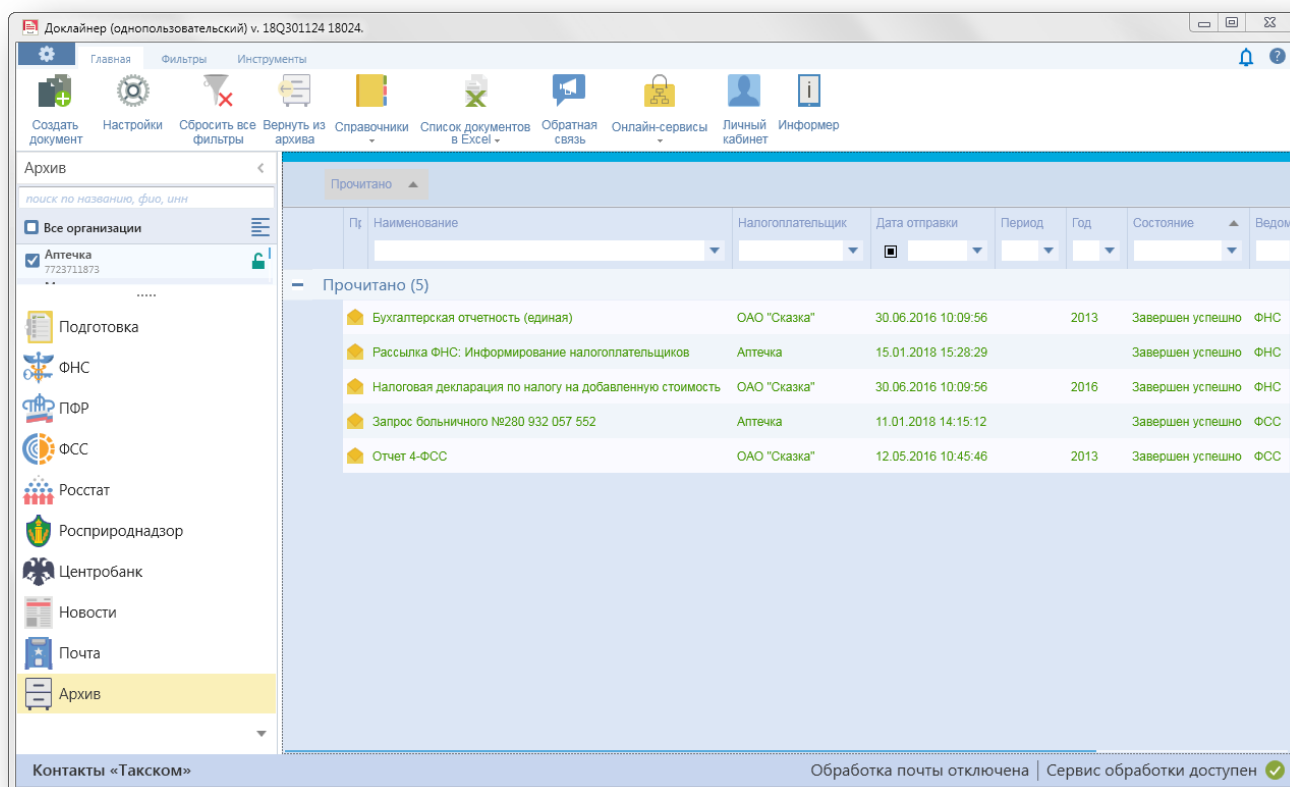 Доклайнер (однопользовательский) v. 18Q301124 18024.
Главная Фильтры Инструменты
Создать документ
Настройки
Сбросить все фильтры
Вернуть из архива
Справочники
Список документов в Excel
Обратная связь
Онлайн-сервисы
Личный кабинет
Информер
Архив
поиск по названию, фио, инн
Все организации
Аптечка
7723711873
Подготовка
ФНС
ПФР
ФСС
Росстат
Росприроднадзор
Центробанк
Новости
Почта
Архив
Прочитано
Пр Наименование Налогоплательщик Дата отправки Период Год Состояние Ведом
Прочитано (5)
Бухгалтерская отчетность (единая) ОАО "Сказка" 30.06.2016 10:09:56 2013 Завершен успешно ФНС
Рассылка ФНС: Информирование налогоплательщиков Аптечка 15.01.2018 15:28:29 Завершен успешно ФНС
Налоговая декларация по налогу на добавленную стоимость ОАО "Сказка" 30.06.2016 10:09:56 2016 Завершен успешно ФНС
Запрос больничного №280 932 057 552 Аптечка 11.01.2018 14:15:12 Завершен успешно ФСС
Отчет 4-ФСС ОАО "Сказка" 12.05.2016 10:45:46 2013 Завершен успешно ФСС
Контакты «Такском» Обработка почты отключена | Сервис обработки доступен